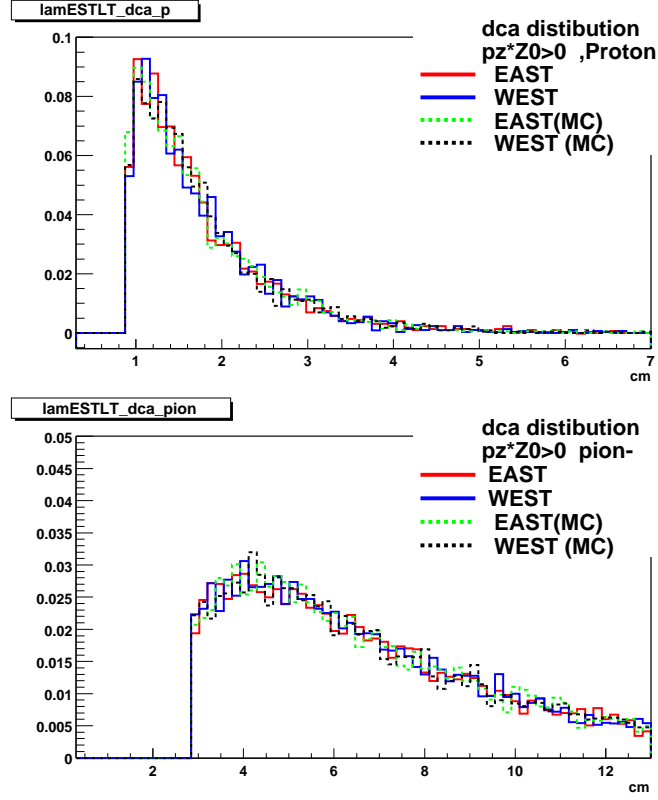 lamESTLT_dca_p
dca distibution
pz*Z0>0 ,Proton
EAST
WEST
EAST(MC)
WEST (MC)
0.1
0.08
0.06
0.04
0.02
0
1 2 3 4 5 6 7
cm
lamESTLT_dca_pion
dca distibution
pz*Z0>0 pion-
EAST
WEST
EAST(MC)
WEST (MC)
0.05
0.045
0.04
0.035
0.03
0.025
0.02
0.015
0.01
0.005
0
2 4 6 8 10 12
cm